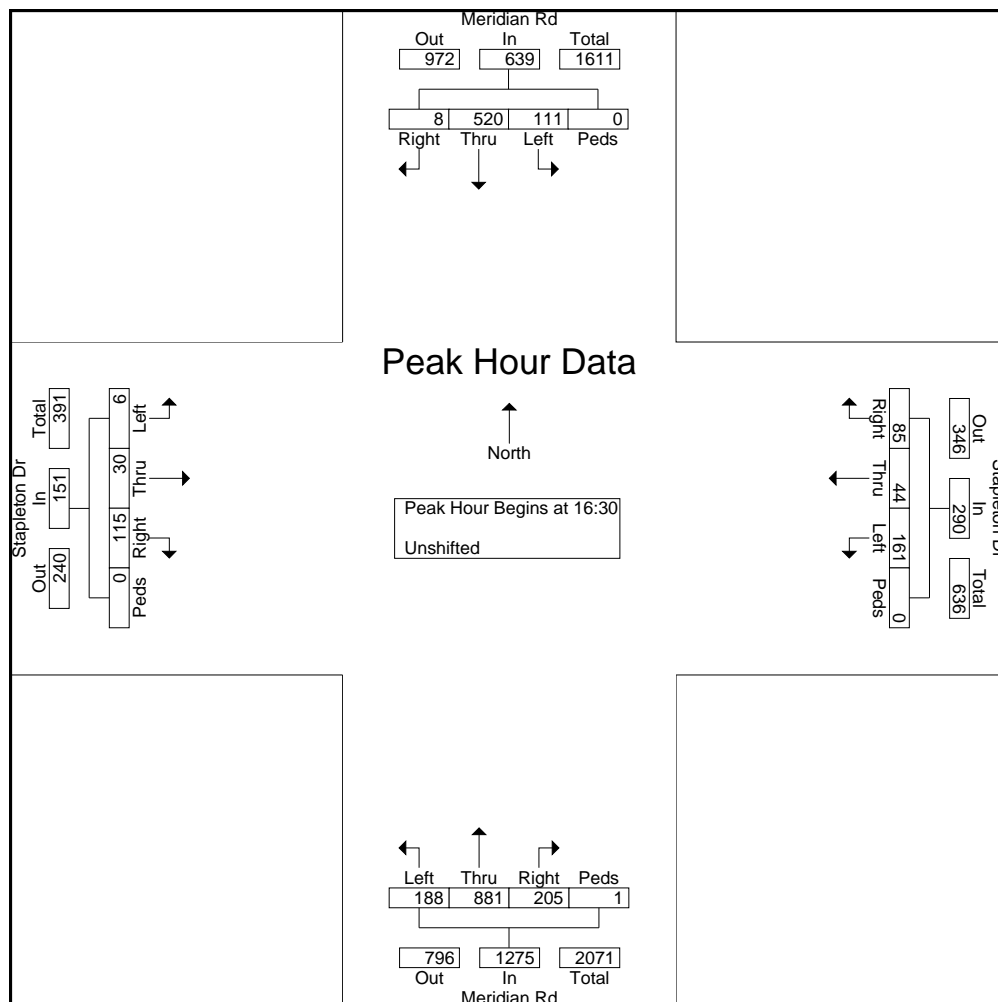 Meridian Rd
Out In Total
972 639 1611
8 520 111 0
Right Thru Left Peds
Peak Hour Data
North
Peak Hour Begins at 16:30
Unshifted
Stapleton Dr
Out In Total
240 151 391
6 30 115 0
Left Thru Right Peds
Right Thru Left Peds
85 44 161 0
Out In Total
346 290 636
Stapleton Dr
Left Thru Right Peds
188 881 205 1
796 1275 2071
Out In Total
Meridian Rd